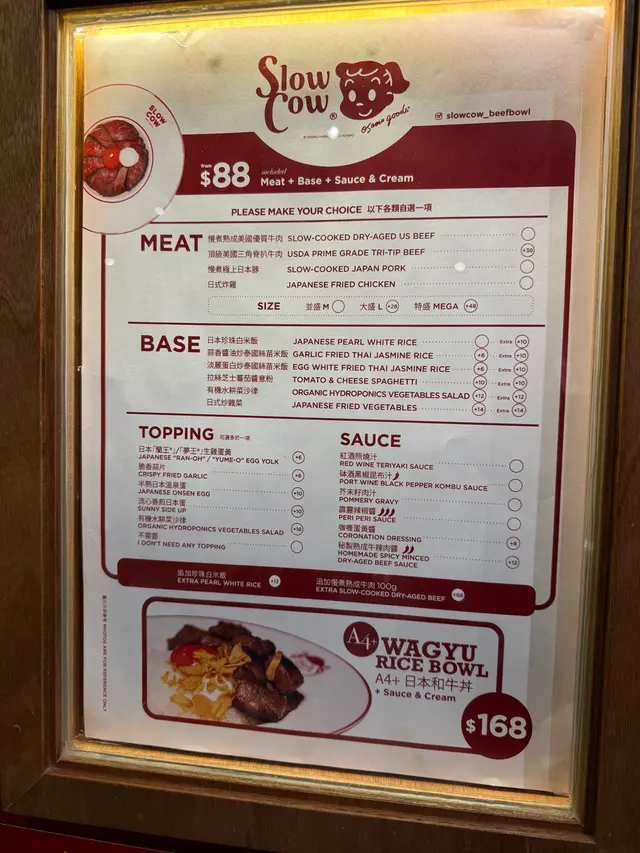 Slow
Cow
®
slowcow_beefbowl
SLOW
COW
from
$88
included
Meat + Base + Sauce & Cream
PLEASE MAKE YOUR CHOICE 以下各類自選一項
MEAT
慢煮熟成美國優質牛肉 SLOW-COOKED DRY-AGED US BEEF
頂級美國三角脊扒牛肉 USDA PRIME GRADE TRI-TIP BEEF +38
慢煮極上日本豚 SLOW-COOKED JAPAN PORK
日式炸雞 JAPANESE FRIED CHICKEN
SIZE 並盛 M 大盛 L +28 特盛 MEGA +48
BASE
日本珍珠白米飯 JAPANESE PEARL WHITE RICE Extra +10
蒜香醬油炒泰國絲苗米飯 GARLIC FRIED THAI JASMINE RICE +6 Extra +10
淡麗蛋白炒泰國絲苗米飯 EGG WHITE FRIED THAI JASMINE RICE +6 Extra +10
拉絲芝士蕃茄醬意粉 TOMATO & CHEESE SPAGHETTI +10 Extra +10
有機水耕菜沙律 ORGANIC HYDROPONICS VEGETABLES SALAD +12 Extra +12
日式炒雜菜 JAPANESE FRIED VEGETABLES +14 Extra +14
TOPPING 可選多於一項
日本「蘭王」/「夢王」生雞蛋黃
JAPANESE "RAN-OH" / "YUME-O" EGG YOLK +6
脆香蒜片
CRISPY FRIED GARLIC +6
半熟日本溫泉蛋
JAPANESE ONSEN EGG +10
流心香煎日本蛋
SUNNY SIDE UP +10
有機水耕菜沙律
ORGANIC HYDROPONICS VEGETABLES SALAD +18
不需要
I DON'T NEED ANY TOPPING
SAUCE
紅酒照燒汁
RED WINE TERIYAKI SAUCE
砵酒黑椒昆布汁
PORT WINE BLACK PEPPER KOMBU SAUCE
芥末籽肉汁
POMMERY GRAVY
霹靂辣椒醬
PERI PERI SAUCE
咖喱蛋黃醬
CORONATION DRESSING +8
秘製熟成牛辣肉醬
HOMEMADE SPICY MINCED
DRY-AGED BEEF SAUCE +12
追加珍珠白米飯
EXTRA PEARL WHITE RICE +12
追加慢煮熟成牛肉 100g
EXTRA SLOW-COOKED DRY-AGED BEEF +68
圖片只供參考 PHOTOS ARE FOR REFERENCE ONLY
A4+ WAGYU
RICE BOWL
A4+ 日本和牛丼
+ Sauce & Cream
$168